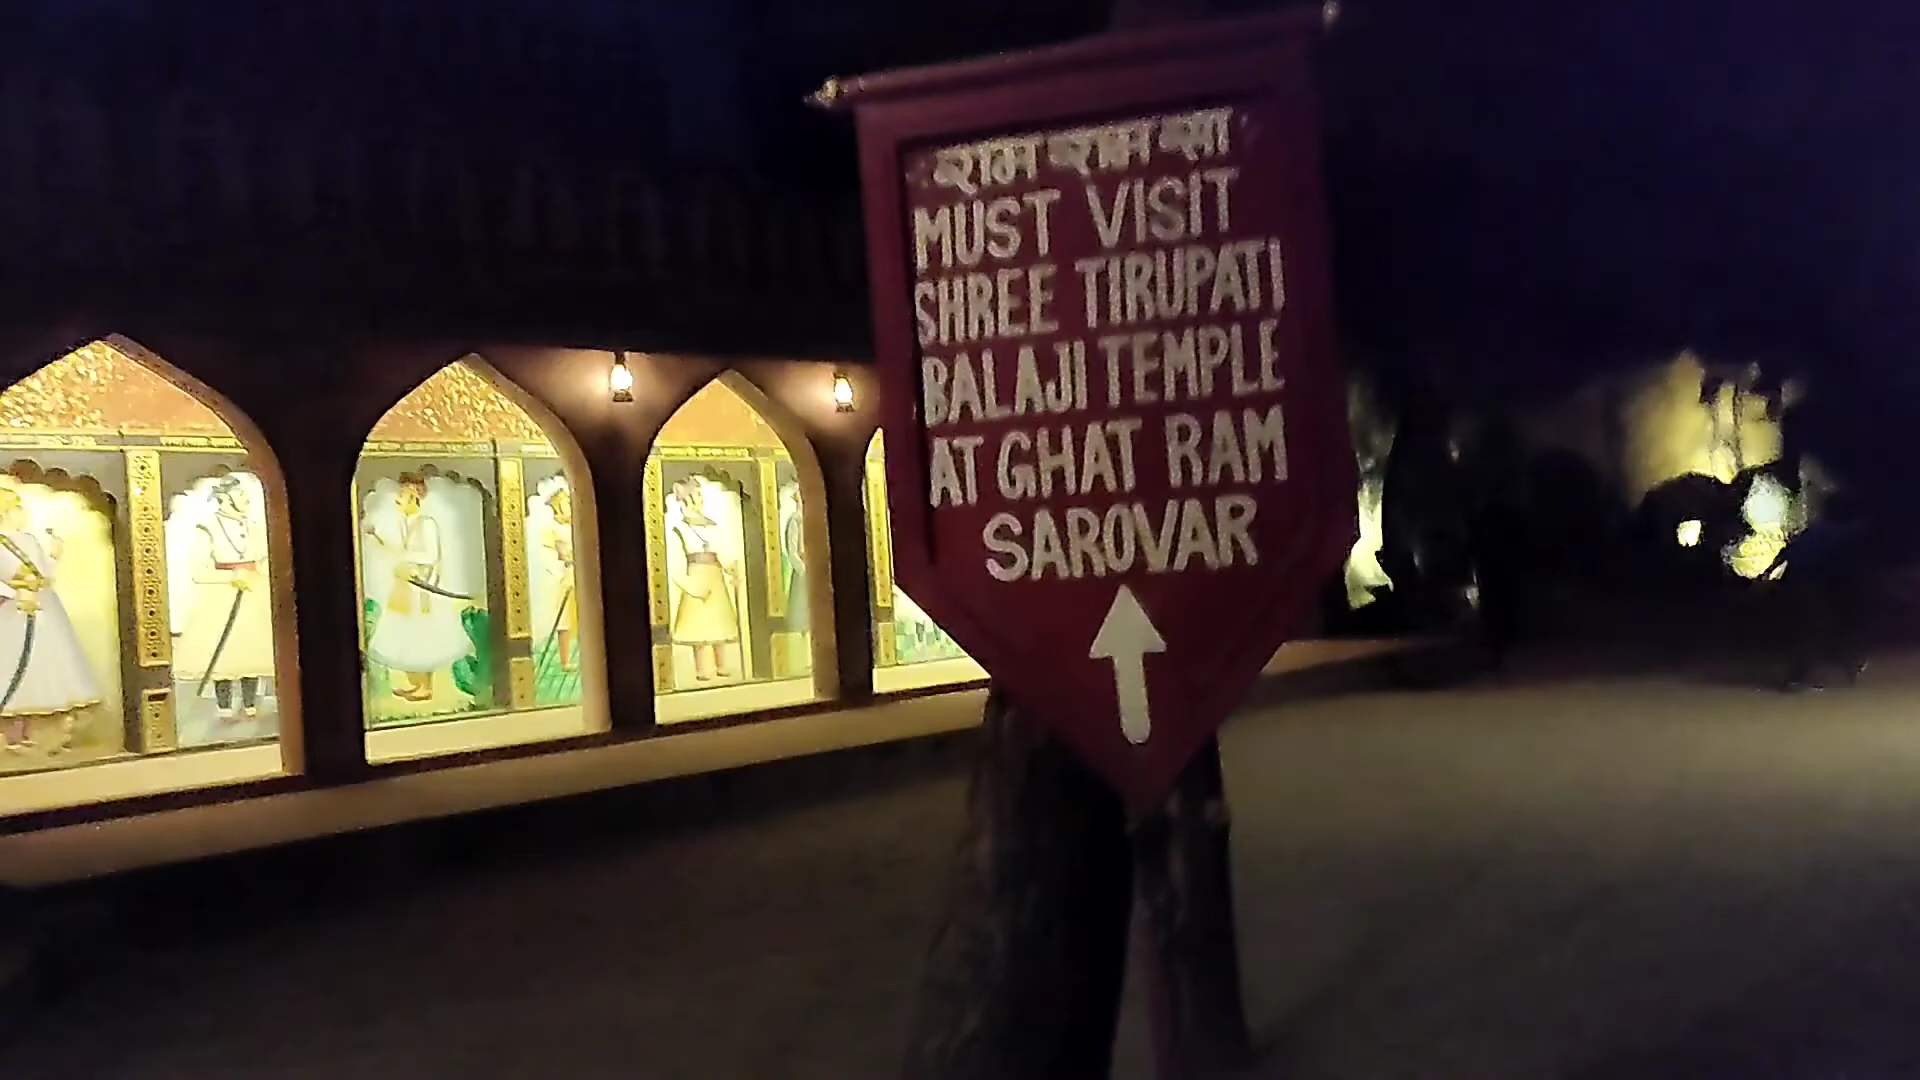 राम राम सा
MUST VISIT
SHREE TIRUPATI
BALAJI TEMPLE
AT GHAT RAM
SAROVAR